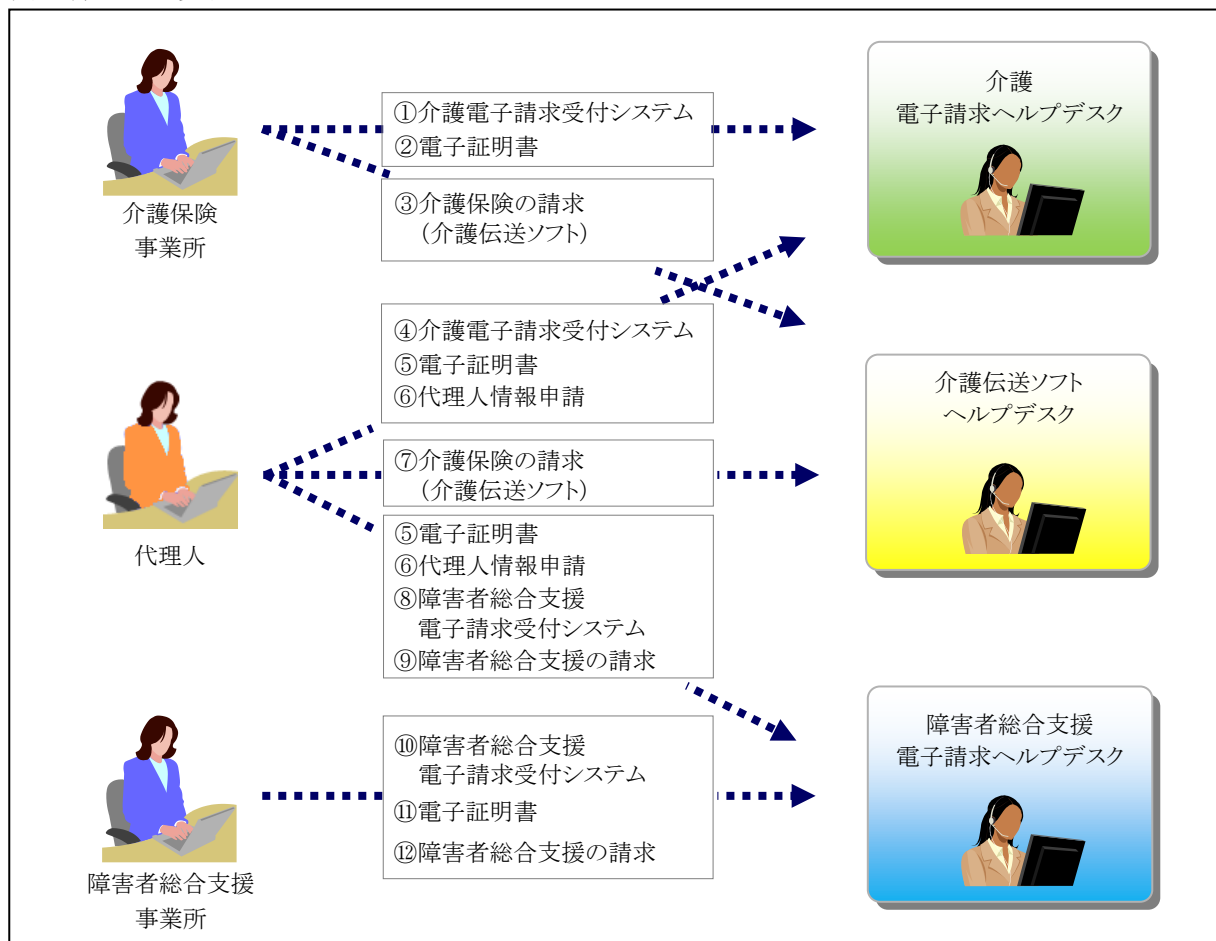 介護保険
事業所
①介護電子請求受付システム
②電子証明書
③介護保険の請求
（介護伝送ソフト）
介護
電子請求ヘルプデスク
代理人
④介護電子請求受付システム
⑤電子証明書
⑥代理人情報申請
⑦介護保険の請求
（介護伝送ソフト）
⑤電子証明書
⑥代理人情報申請
⑧障害者総合支援
電子請求受付システム
⑨障害者総合支援の請求
介護伝送ソフト
ヘルプデスク
障害者総合支援
事業所
⑩障害者総合支援
電子請求受付システム
⑪電子証明書
⑫障害者総合支援の請求
障害者総合支援
電子請求ヘルプデスク